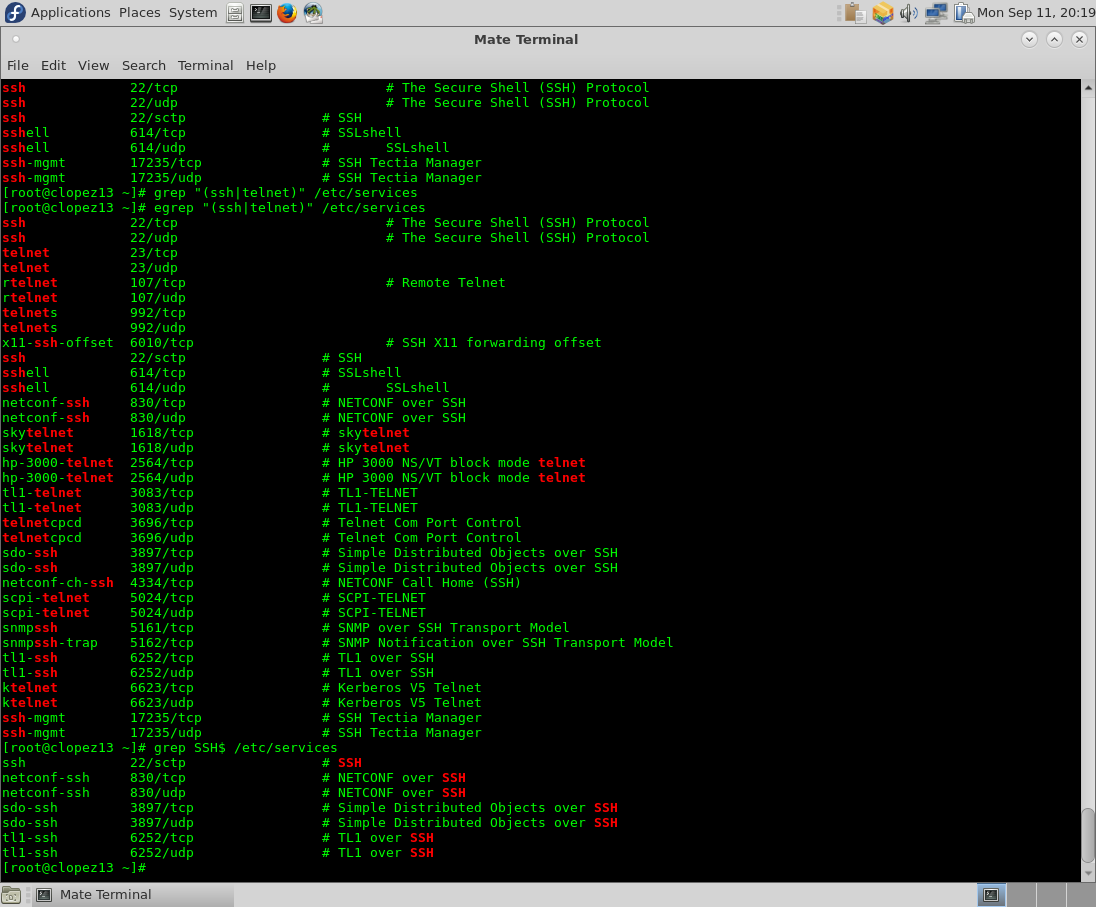 Applications Places System Mon Sep 11, 20:19
Mate Terminal
File Edit View Search Terminal Help
ssh 22/tcp # The Secure Shell (SSH) Protocol
ssh 22/udp # The Secure Shell (SSH) Protocol
ssh 22/sctp # SSH
sshell 614/tcp # SSLshell
sshell 614/udp # SSLshell
ssh-mgmt 17235/tcp # SSH Tectia Manager
ssh-mgmt 17235/udp # SSH Tectia Manager
[root@clopez13 ~]# grep "(ssh|telnet)" /etc/services
[root@clopez13 ~]# egrep "(ssh|telnet)" /etc/services
ssh 22/tcp # The Secure Shell (SSH) Protocol
ssh 22/udp # The Secure Shell (SSH) Protocol
telnet 23/tcp
telnet 23/udp
rtelnet 107/tcp # Remote Telnet
rtelnet 107/udp
telnets 992/tcp
telnets 992/udp
x11-ssh-offset 6010/tcp # SSH X11 forwarding offset
ssh 22/sctp # SSH
sshell 614/tcp # SSLshell
sshell 614/udp # SSLshell
netconf-ssh 830/tcp # NETCONF over SSH
netconf-ssh 830/udp # NETCONF over SSH
skytelnet 1618/tcp # skytelnet
skytelnet 1618/udp # skytelnet
hp-3000-telnet 2564/tcp # HP 3000 NS/VT block mode telnet
hp-3000-telnet 2564/udp # HP 3000 NS/VT block mode telnet
tl1-telnet 3083/tcp # TL1-TELNET
tl1-telnet 3083/udp # TL1-TELNET
telnetcpcd 3696/tcp # Telnet Com Port Control
telnetcpcd 3696/udp # Telnet Com Port Control
sdo-ssh 3897/tcp # Simple Distributed Objects over SSH
sdo-ssh 3897/udp # Simple Distributed Objects over SSH
netconf-ch-ssh 4334/tcp # NETCONF Call Home (SSH)
scpi-telnet 5024/tcp # SCPI-TELNET
scpi-telnet 5024/udp # SCPI-TELNET
snmpssh 5161/tcp # SNMP over SSH Transport Model
snmpssh-trap 5162/tcp # SNMP Notification over SSH Transport Model
tl1-ssh 6252/tcp # TL1 over SSH
tl1-ssh 6252/udp # TL1 over SSH
ktelnet 6623/tcp # Kerberos V5 Telnet
ktelnet 6623/udp # Kerberos V5 Telnet
ssh-mgmt 17235/tcp # SSH Tectia Manager
ssh-mgmt 17235/udp # SSH Tectia Manager
[root@clopez13 ~]# grep SSH$ /etc/services
ssh 22/sctp # SSH
netconf-ssh 830/tcp # NETCONF over SSH
netconf-ssh 830/udp # NETCONF over SSH
sdo-ssh 3897/tcp # Simple Distributed Objects over SSH
sdo-ssh 3897/udp # Simple Distributed Objects over SSH
tl1-ssh 6252/tcp # TL1 over SSH
tl1-ssh 6252/udp # TL1 over SSH
[root@clopez13 ~]#
Mate Terminal